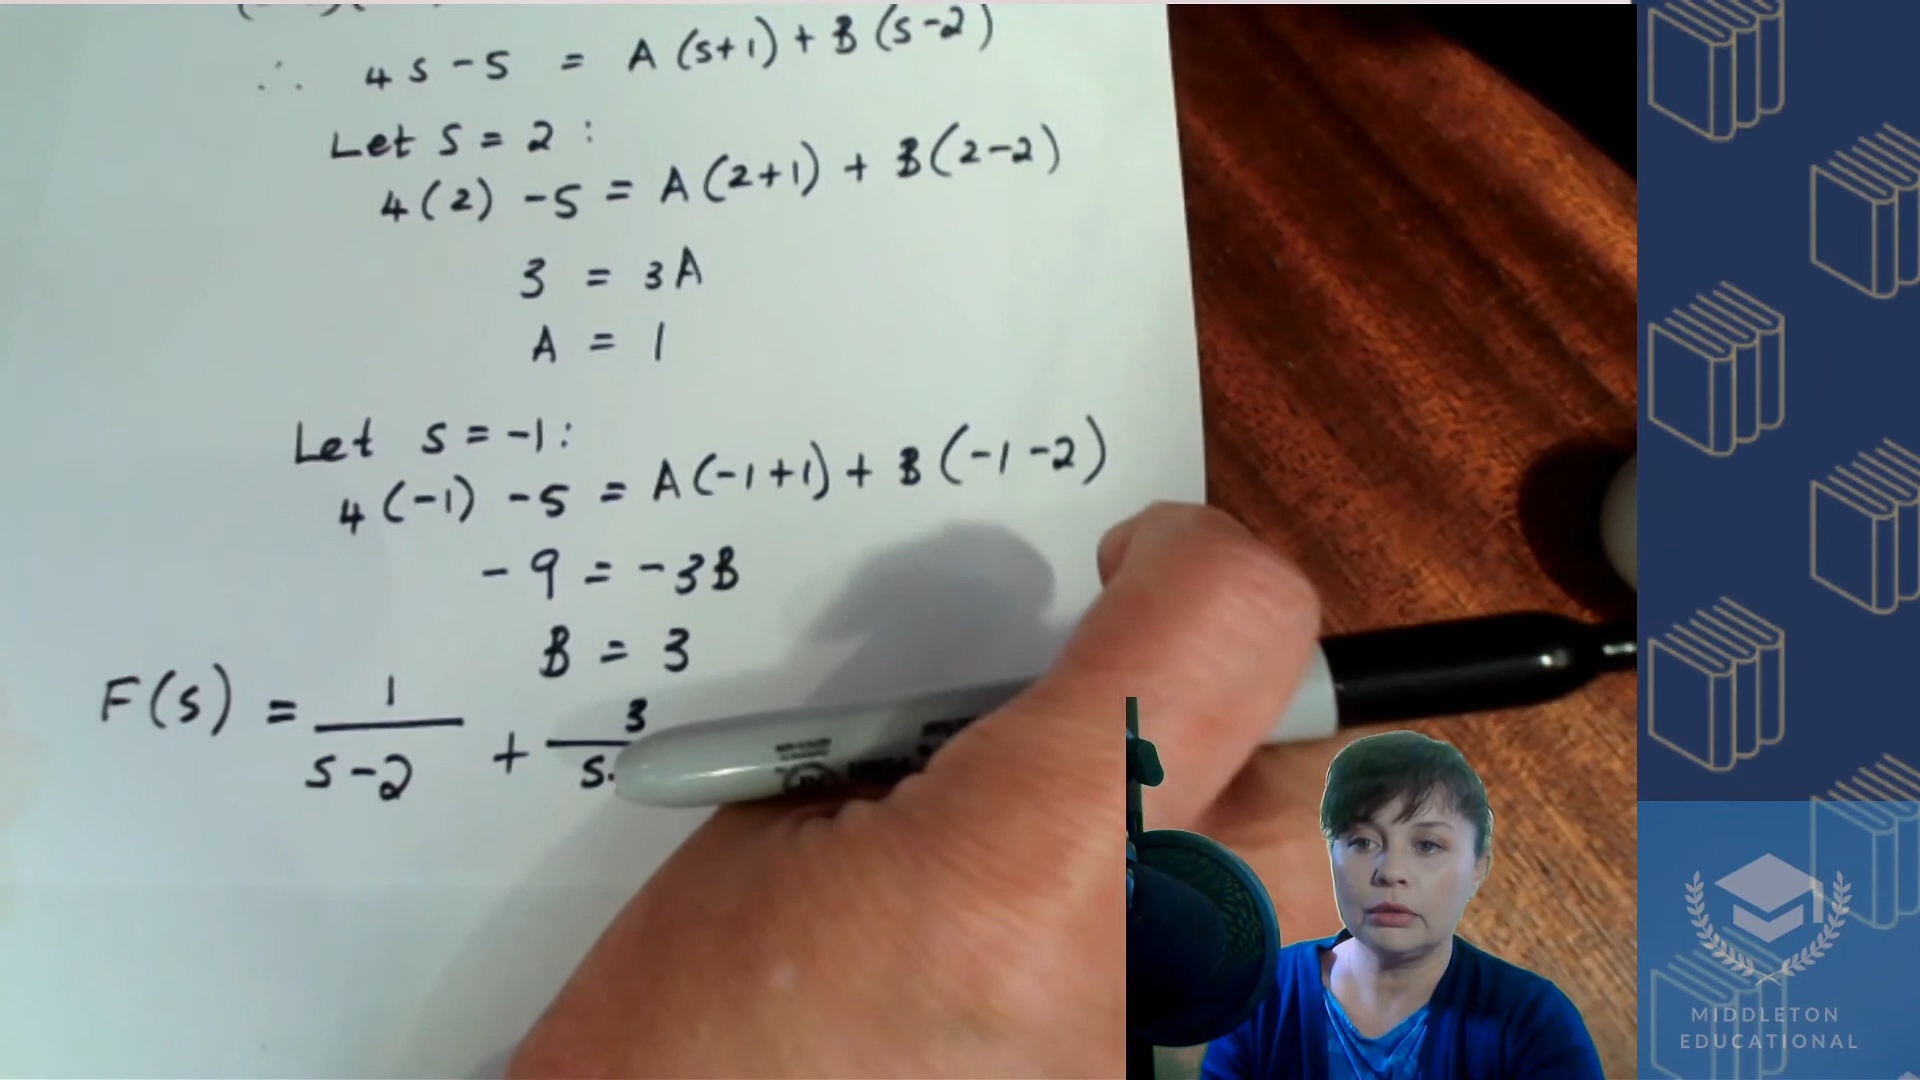 ∴ 4s - 5 = A (s+1) + B (s-2)
Let s = 2 :
4(2) - 5 = A(2+1) + B(2-2)
3 = 3A
A = 1
Let s = -1:
4(-1) - 5 = A(-1+1) + B(-1-2)
-9 = -3B
B = 3
F(s) = 1/(s-2) + 3/s
MIDDLETON
EDUCATIONAL